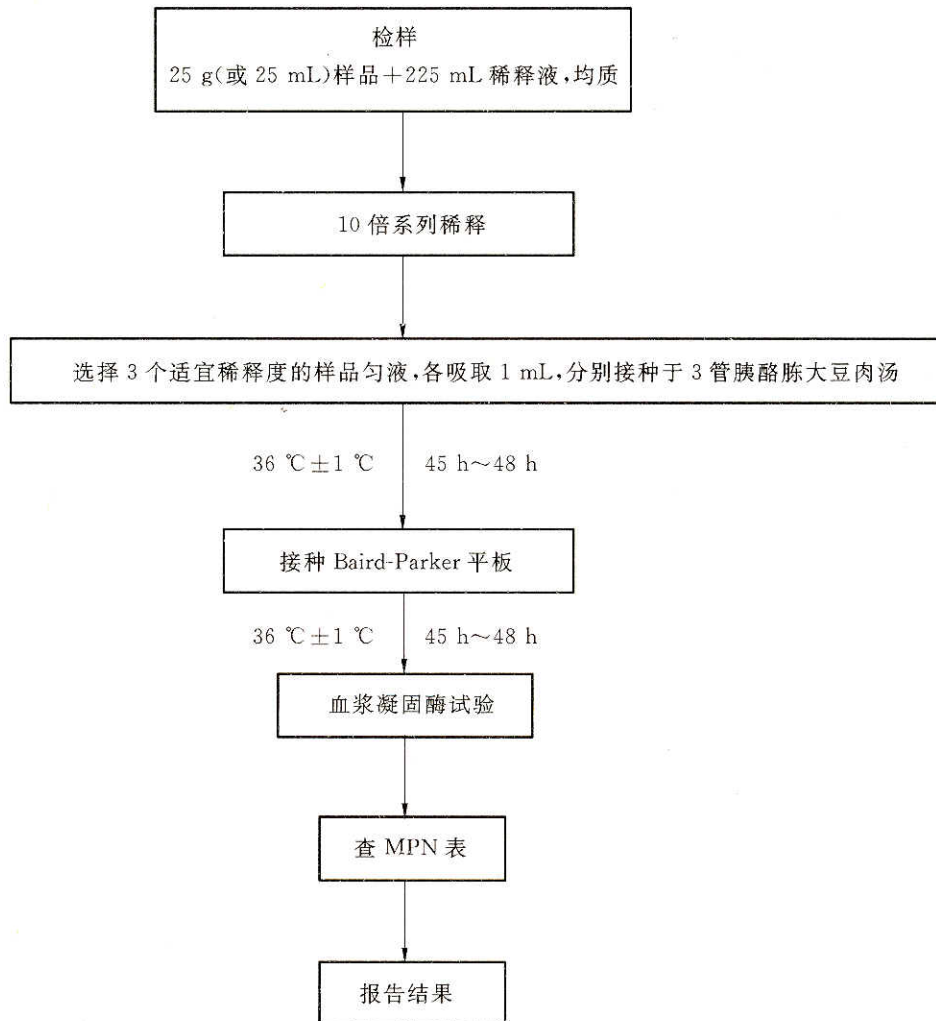 检样
25 g(或 25 mL)样品+225 mL 稀释液,均质
10 倍系列稀释
选择 3 个适宜稀释度的样品匀液,各吸取 1 mL,分别接种于 3 管胰酪胨大豆肉汤
36 ℃±1 ℃ 45 h~48 h
接种 Baird-Parker 平板
36 ℃±1 ℃ 45 h~48 h
血浆凝固酶试验
查 MPN 表
报告结果